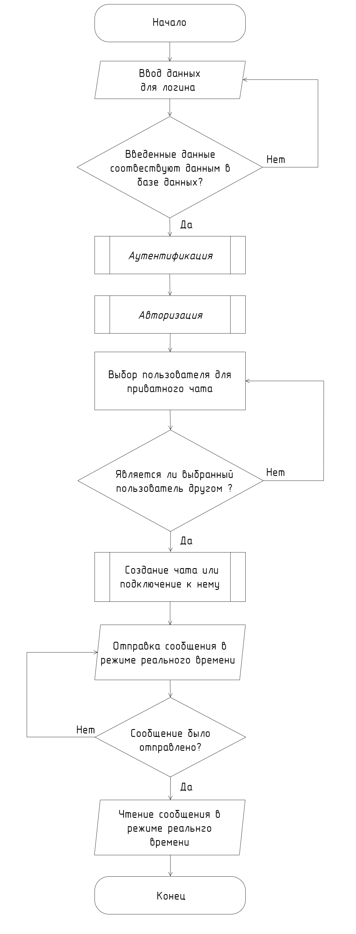 Начало
Ввод данных
для логина
Введенные данные
соотвествуют данным в
базе данных?
Нет
Да
Аутентификация
Авторизация
Выбор пользователя для
приватного чата
Является ли выбранный
пользователь другом ?
Нет
Да
Создание чата или
подключение к нему
Отправка сообщения в
режиме реального времени
Сообщение было
отправлено?
Нет
Да
Чтение сообщения в
режиме реальнго
времени
Конец